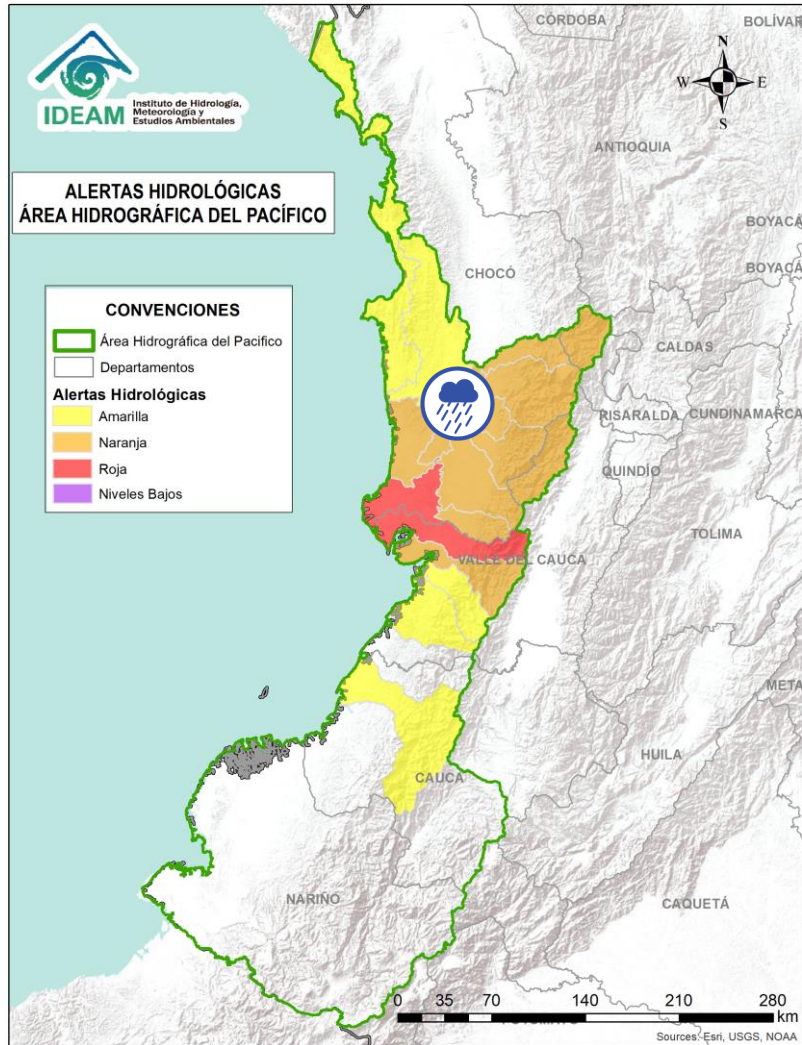 CÓRDOBA
BOLÍVAR
N
W
E
S
IDEAM
Instituto de Hidrología,
Meteorología y
Estudios Ambientales
ANTIOQUIA
ALERTAS HIDROLÓGICAS
ÁREA HIDROGRÁFICA DEL PACÍFICO
BOYACÁ
BOYACÁ
CHOCÓ
CONVENCIONES
Área Hidrográfica del Pacifico
Departamentos
Alertas Hidrológicas
Amarilla
Naranja
Roja
Niveles Bajos
CALDAS
RISARALDA
CUNDINAMARCA
QUINDÍO
TOLIMA
VALLE DEL CAUCA
META
HUILA
CAUCA
NARIÑO
CAQUETÁ
0 35 70 140 210 280
km
Sources: Esri, USGS, NOAA